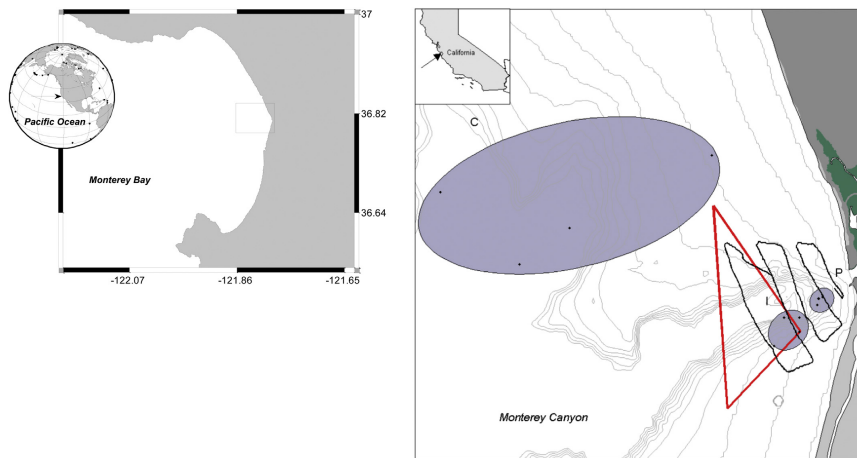 37
Pacific Ocean
36.82
Monterey Bay
36.64
-122.07
-121.86
-121.65
California
C
P
I
Monterey Canyon